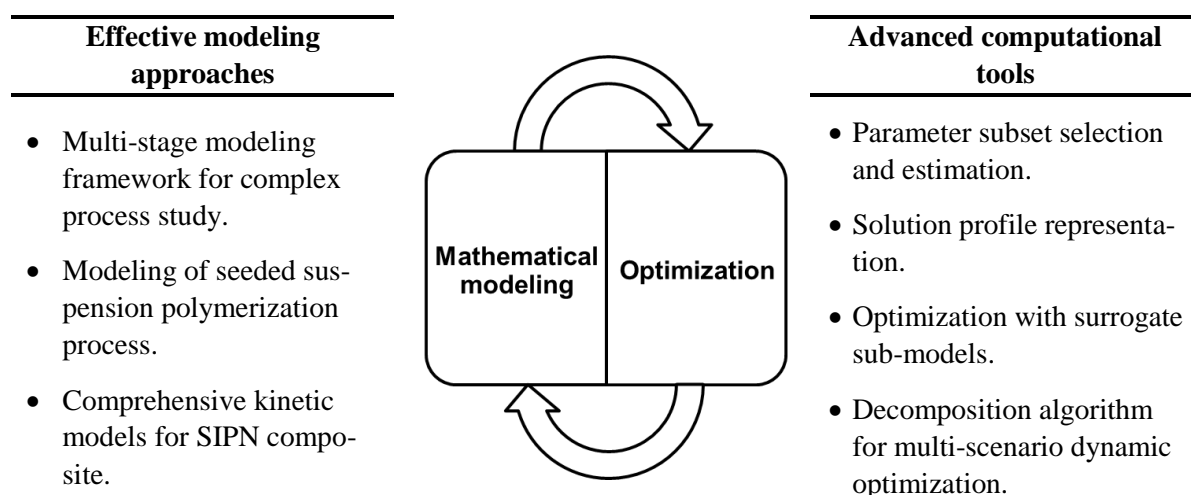 Effective modeling
approaches
• Multi-stage modeling
framework for complex
process study.
• Modeling of seeded sus-
pension polymerization
process.
• Comprehensive kinetic
models for SIPN compo-
site.
Mathematical
modeling
Optimization
Advanced computational
tools
• Parameter subset selection
and estimation.
• Solution profile representa-
tion.
• Optimization with surrogate
sub-models.
• Decomposition algorithm
for multi-scenario dynamic
optimization.